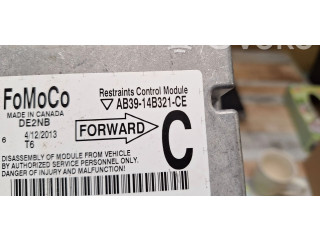 FoMoCo
MADE IN CANADA
DE2NB
6 4/12/2013
T6
Restraints Control Module
AB39-14B321-CE
FORWARD
C
DISASSEMBLY OF MODULE FROM VEHICLE
BY AUTHORIZED SERVICE PERSONNEL ONLY.
DANGER OF INJURY AND MALFUNCTION!